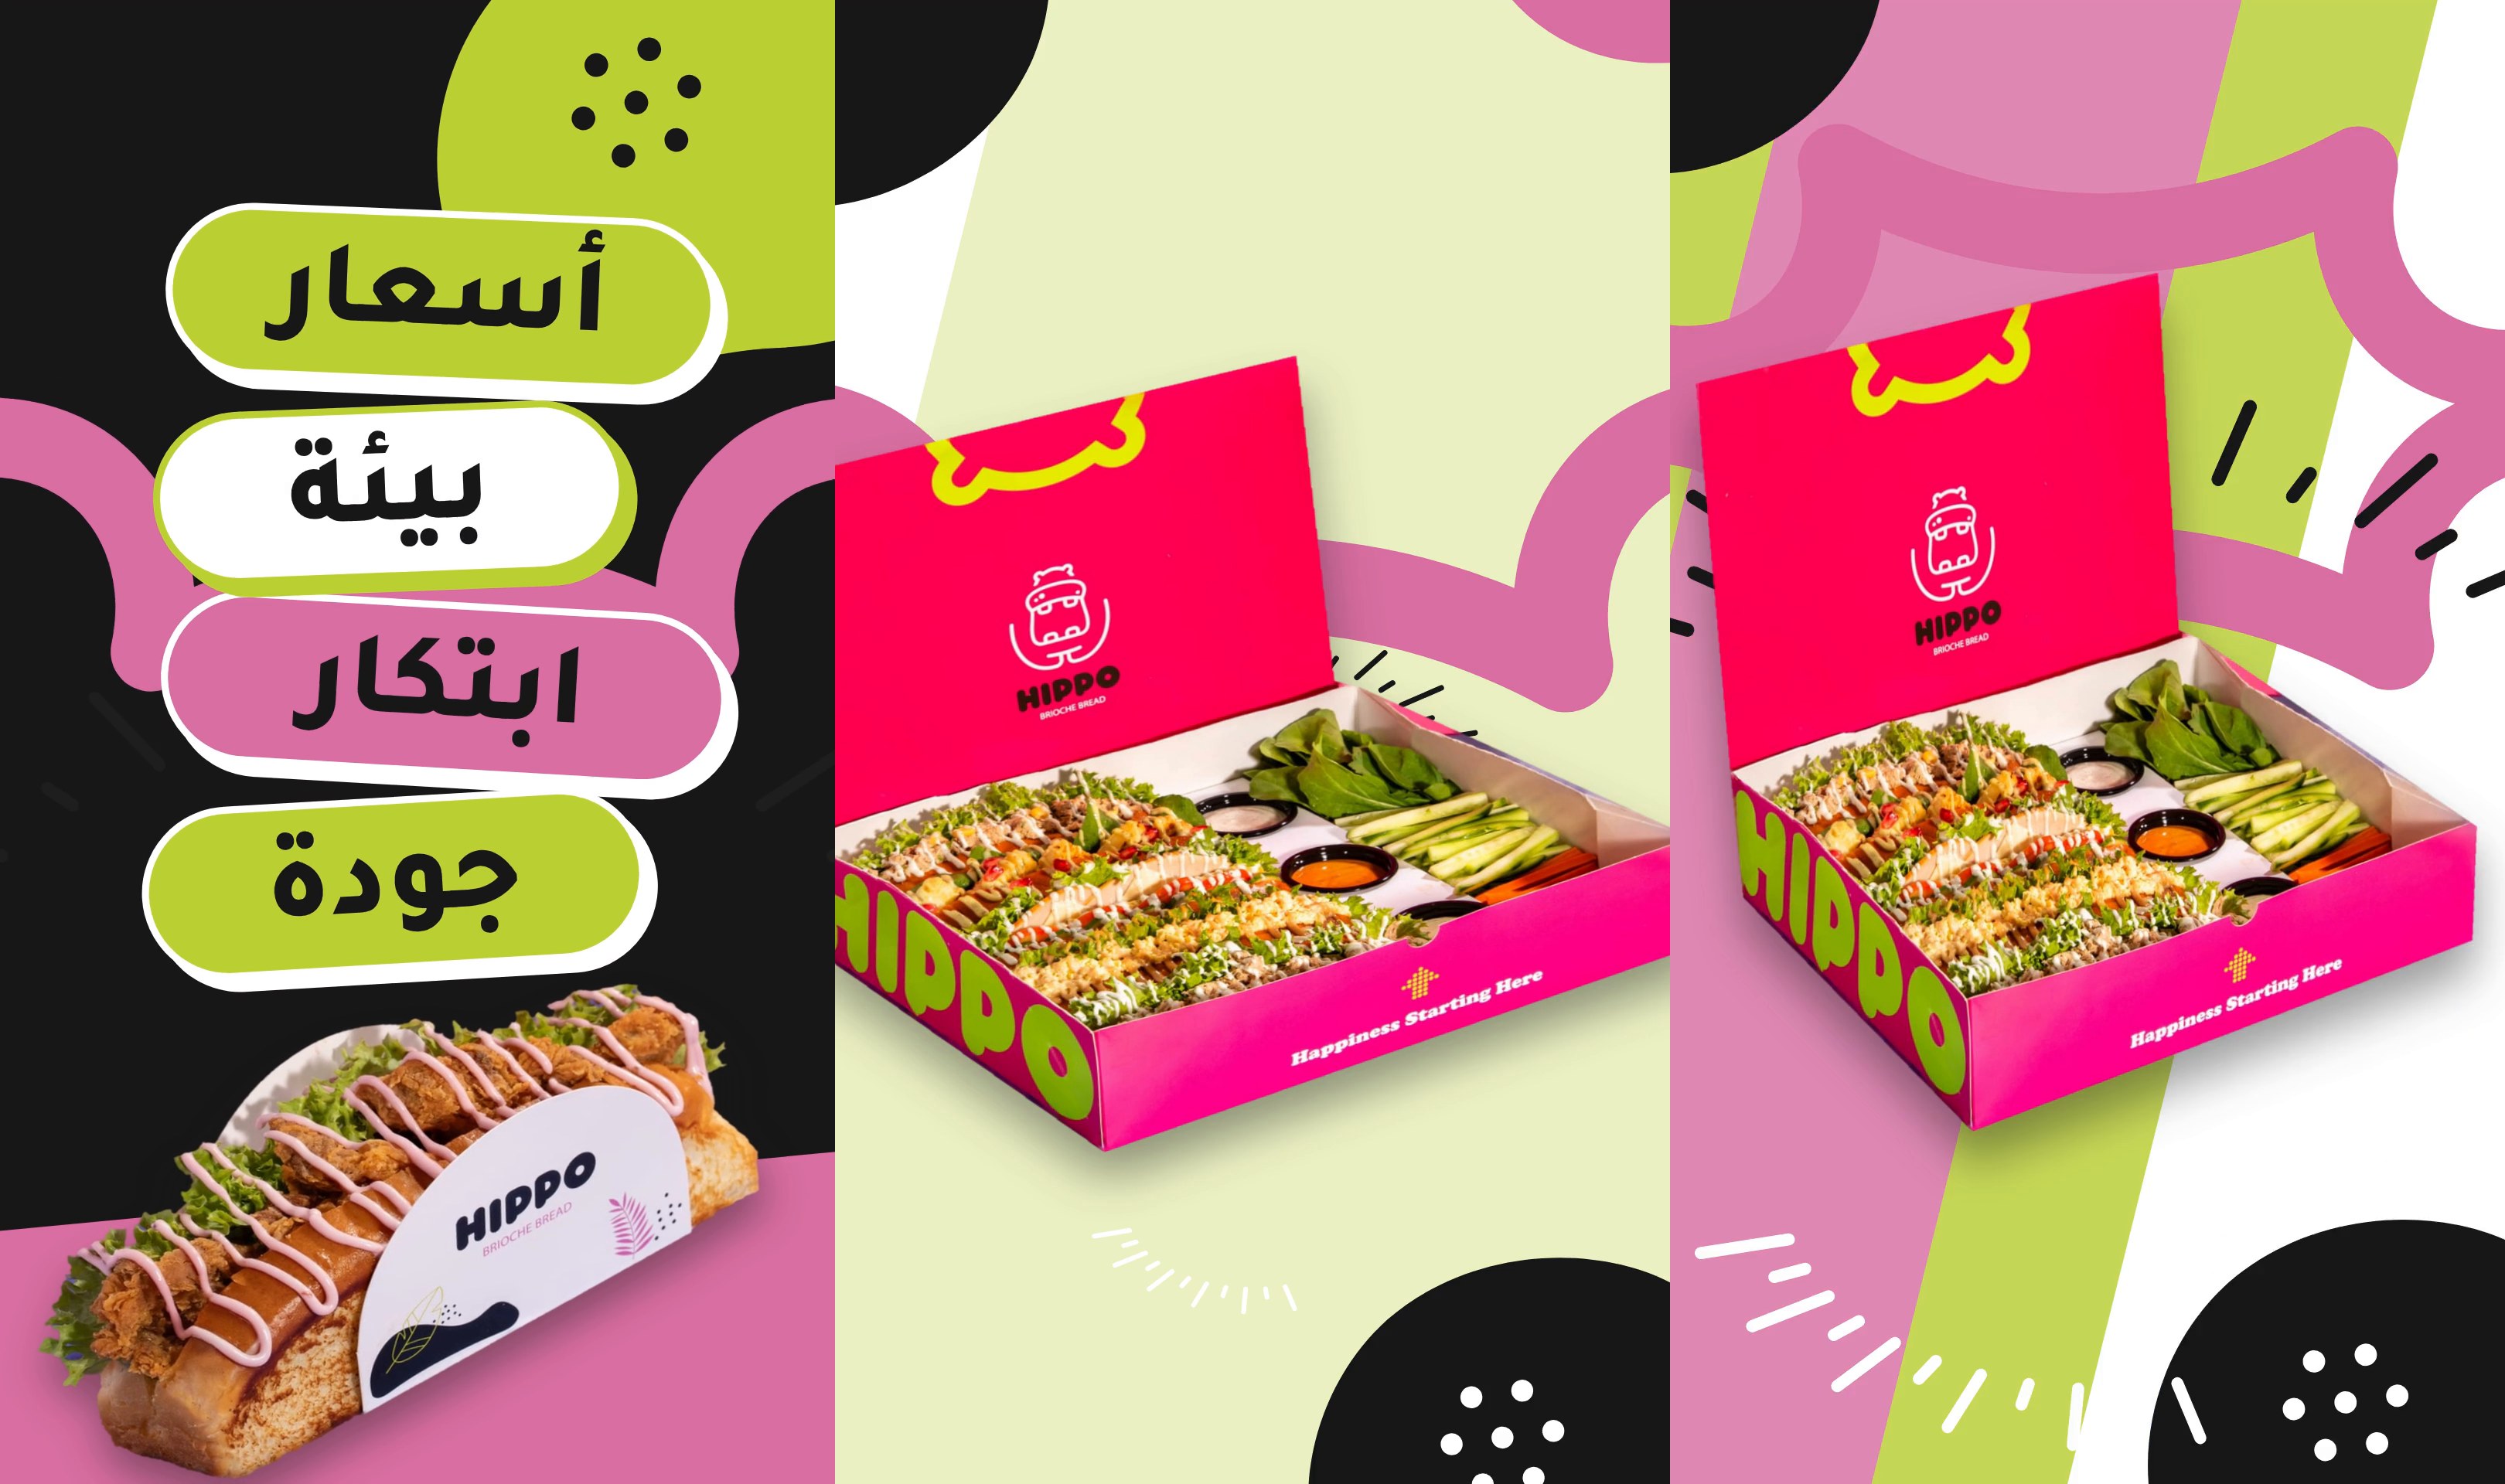 أسعار
بيئة
ابتكار
جودة
HIPPO
BRIOCHE BREAD
HIPPO
BRIOCHE BREAD
HIPPO
Happiness Starting Here
HIPPO
BRIOCHE BREAD
HIPPO
Happiness Starting Here